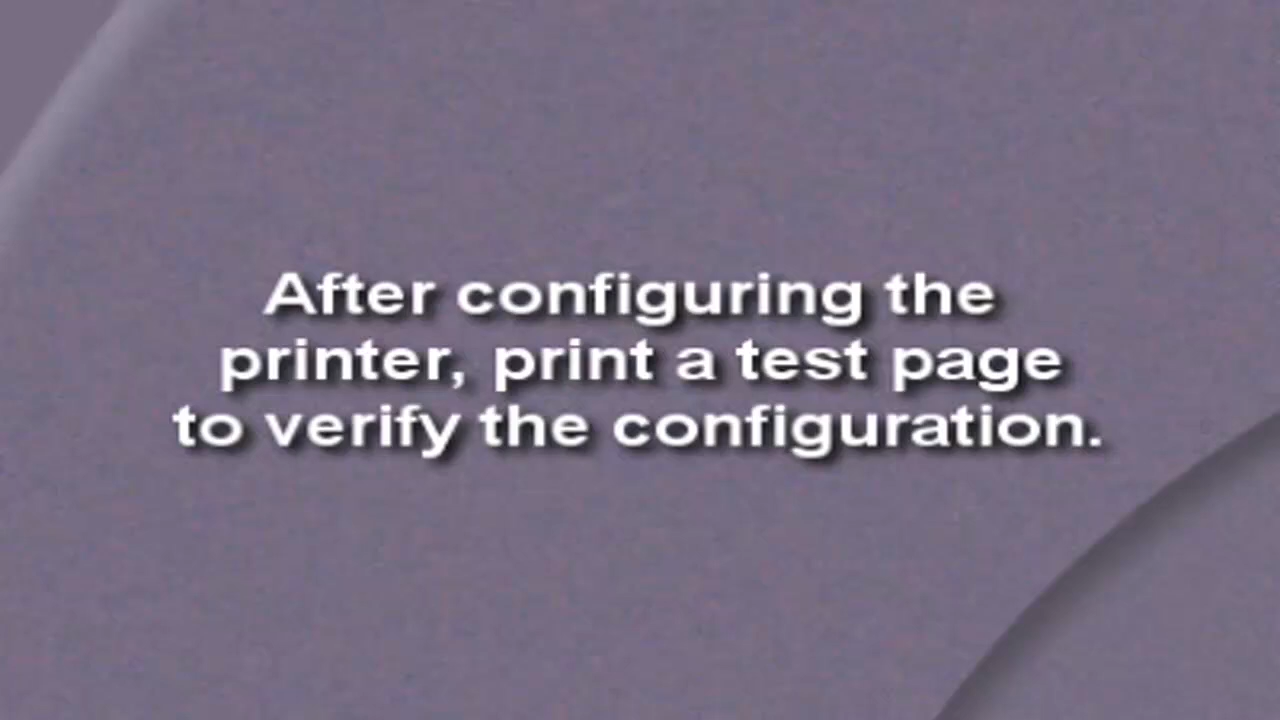 After configuring the
printer, print a test page
to verify the configuration.